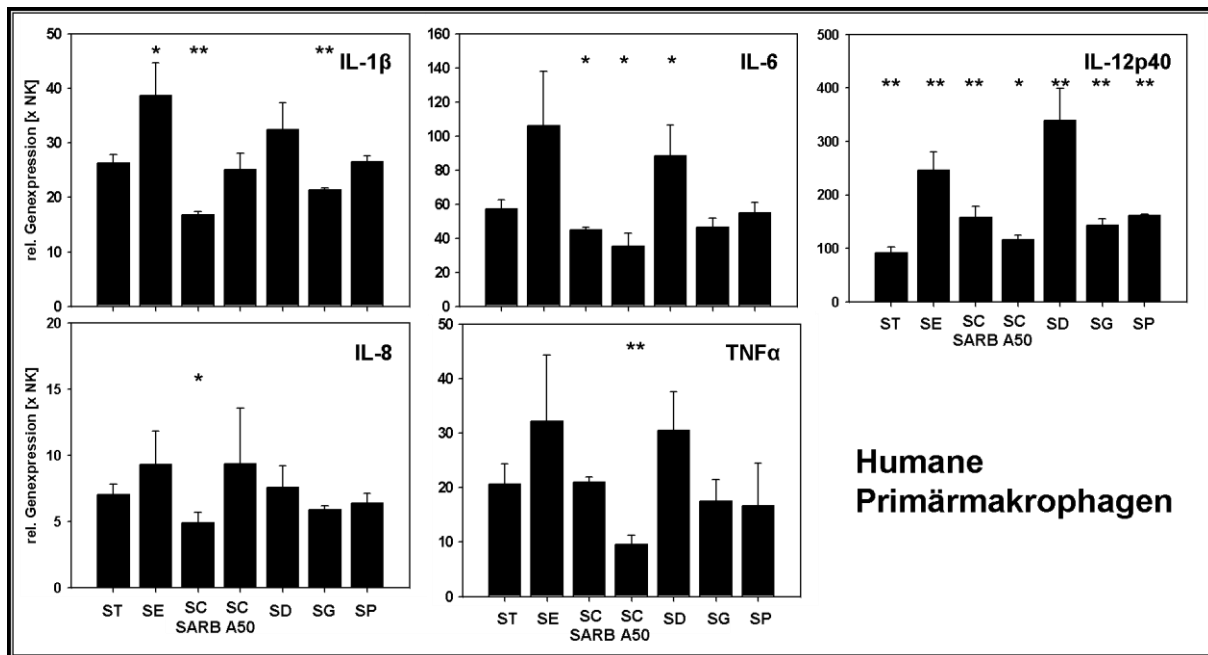 rel. Genexpression [x NK]
50
40
30
20
10
0
* ** **
IL-1β
160
140
120
100
80
60
40
20
0
* * *
IL-6
500
400
300
200
100
0
IL-12p40
** ** ** * ** ** **
ST SE SC SC SD SG SP
SARB A50
rel. Genexpression [x NK]
20
15
10
5
0
IL-8
*
ST SE SC SC SD SG SP
SARB A50
50
40
30
20
10
0
** TNFα
ST SE SC SC SD SG SP
SARB A50
Humane
Primärmakrophagen